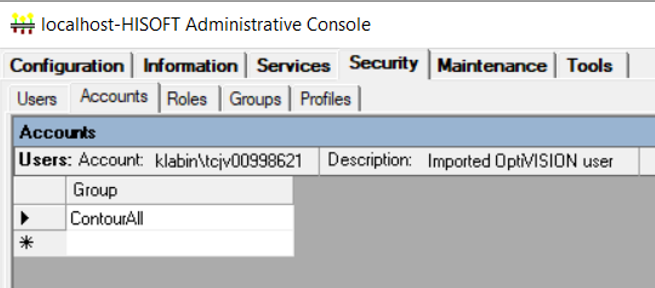 localhost-HISOFT Administrative Console
Configuration Information Services Security Maintenance Tools
Users Accounts Roles Groups Profiles
Accounts
Users: Account: klabin\tcjv00998621 Description: Imported OptiVISION user
Group
ContourAll